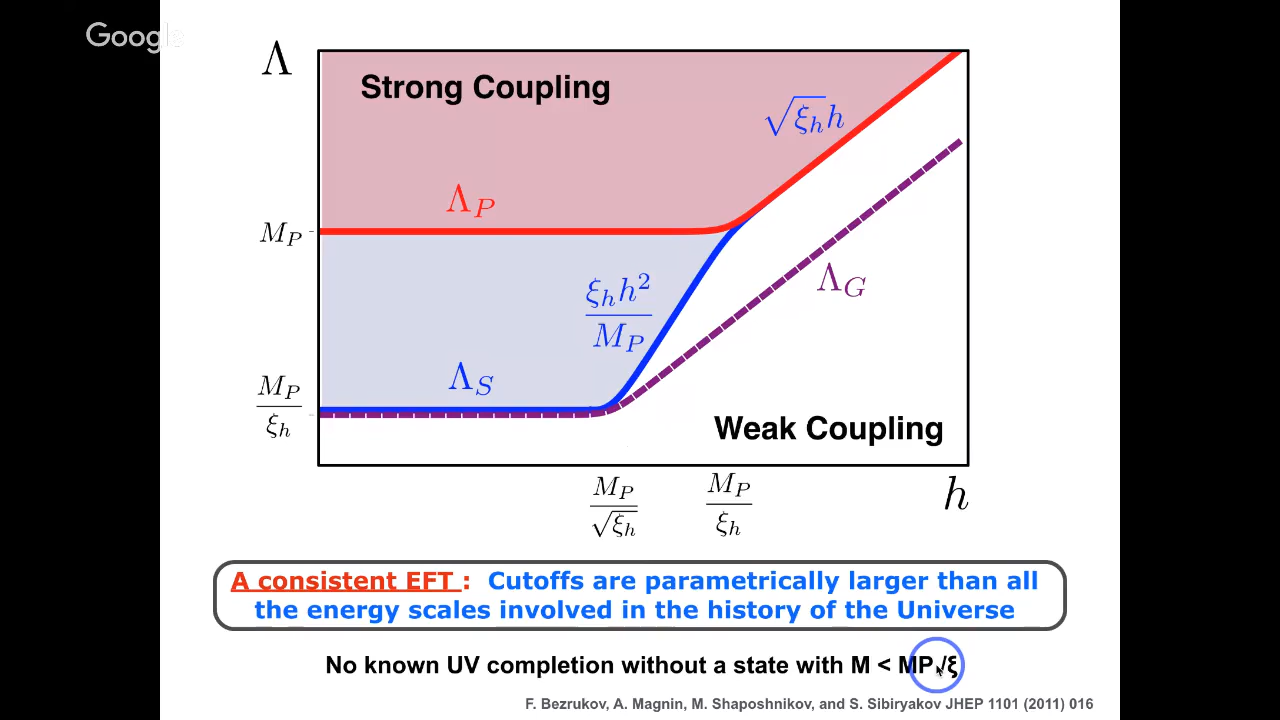 Google
Λ
Strong Coupling
√ξ_h h
Λ_P
M_P
ξ_h h²
M_P
Λ_G
Λ_S
M_P
ξ_h
Weak Coupling
M_P
√ξ_h
M_P
ξ_h
h
A consistent EFT : Cutoffs are parametrically larger than all
the energy scales involved in the history of the Universe
No known UV completion without a state with M < MP /ξ
F. Bezrukov, A. Magnin, M. Shaposhnikov, and S. Sibiryakov JHEP 1101 (2011) 016